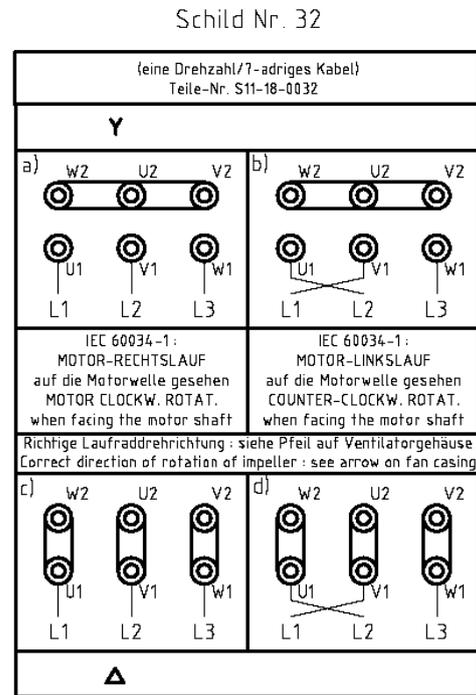 Schild Nr. 32
(eine Drehzahl/7-adriges Kabel)
Teile-Nr. S11-18-0032
Y
a) W2 U2 V2
U1 V1 W1
L1 L2 L3
b) W2 U2 V2
U1 V1 W1
L1 L2 L3
IEC 60034-1 :
MOTOR-RECHTSLAUF
auf die Motorwelle gesehen
MOTOR CLOCKW. ROTAT.
when facing the motor shaft
IEC 60034-1 :
MOTOR-LINKSLAUF
auf die Motorwelle gesehen
COUNTER-CLOCKW. ROTAT.
when facing the motor shaft
Richtige Laufraddrehrichtung : siehe Pfeil auf Ventilatorgehäuse
Correct direction of rotation of impeller : see arrow on fan casing
c) W2 U2 V2
U1 V1 W1
L1 L2 L3
d) W2 U2 V2
U1 V1 W1
L1 L2 L3
Δ